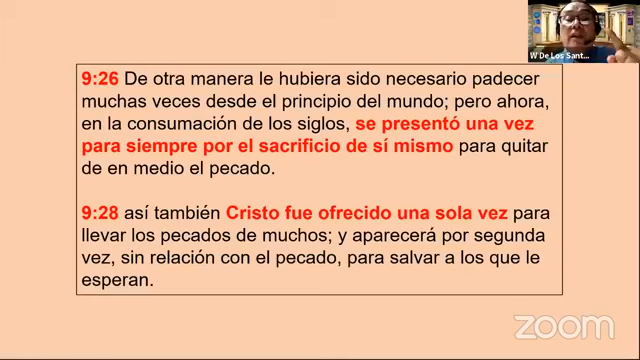 W De Los Sant...
9:26 De otra manera le hubiera sido necesario padecer
muchas veces desde el principio del mundo; pero ahora,
en la consumación de los siglos, se presentó una vez
para siempre por el sacrificio de sí mismo para quitar
de en medio el pecado.
9:28 así también Cristo fue ofrecido una sola vez para
llevar los pecados de muchos; y aparecerá por segunda
vez, sin relación con el pecado, para salvar a los que le
esperan.
zoom